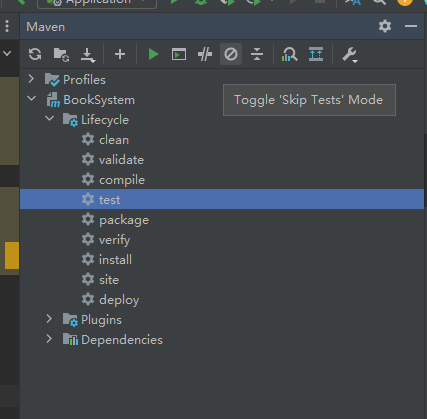 Application
Maven
Profiles
Toggle 'Skip Tests' Mode
BookSystem
Lifecycle
clean
validate
compile
test
package
verify
install
site
deploy
Plugins
Dependencies